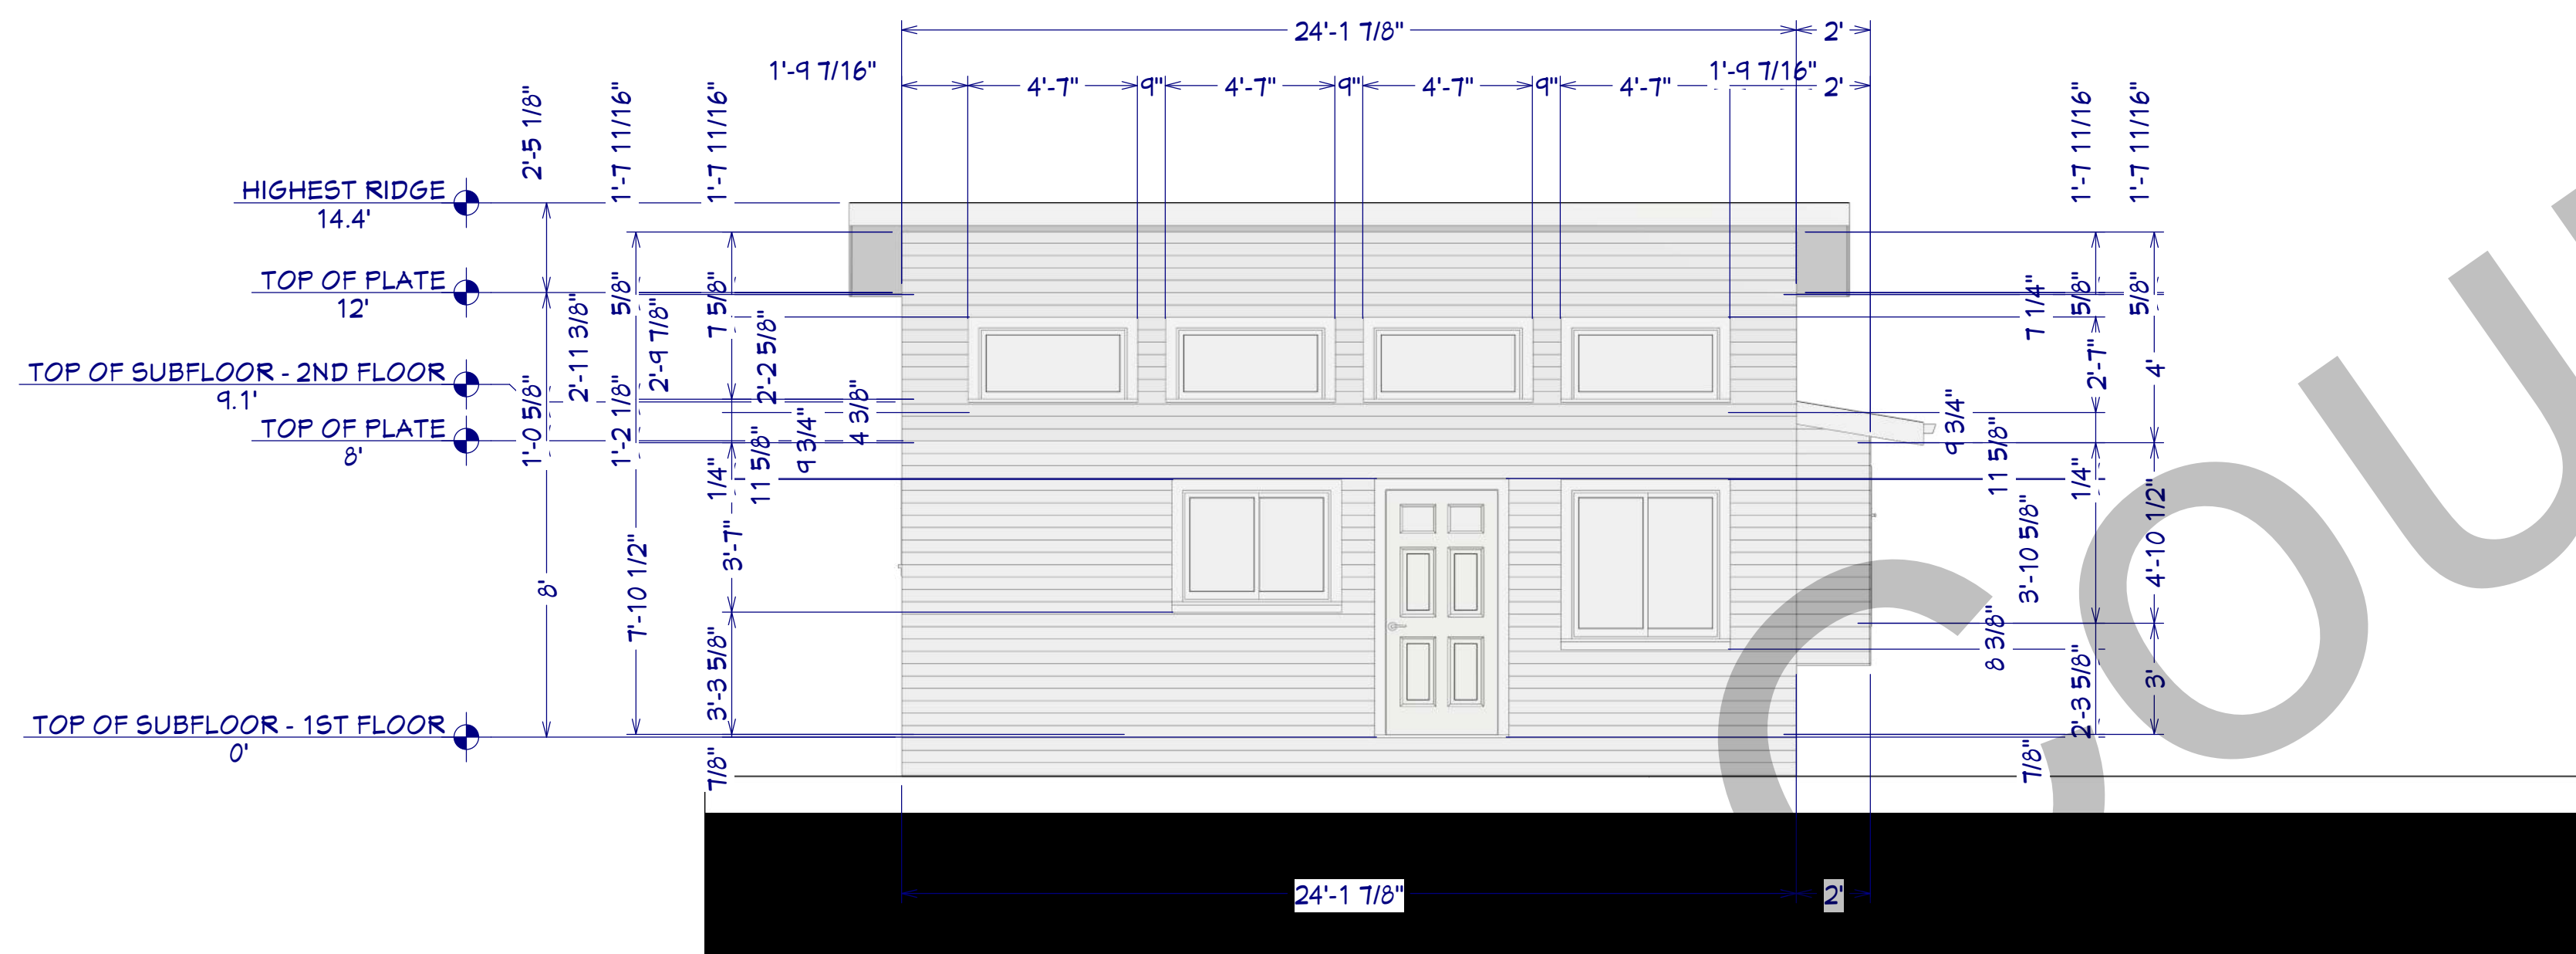 24'-1 7/8" 2'
1'-9 7/16" 4'-7" 9" 4'-7" 9" 4'-7" 9" 4'-7" 1'-9 7/16" 2'
2'-5 1/8" 1'-7 11/16" 1'-7 11/16" 1'-7 11/16" 1'-7 11/16"
HIGHEST RIDGE
14.4'
TOP OF PLATE
12'
5/8" 7 5/8" 7 1/4" 5/8" 5/8"
2'-11 3/8" 2'-9 7/8" 2'-2 5/8" 2'-7" 4'
TOP OF SUBFLOOR - 2ND FLOOR
9.1'
1'-0 5/8" 1'-2 1/8" 9 3/4" 4 3/8" 9 3/4"
TOP OF PLATE
8'
1/4" 11 5/8" 11 5/8" 1/4"
8' 7'-10 1/2" 3'-7" 3'-10 5/8" 4'-10 1/2"
3'-3 5/8" 8 3/8" 2'-3 5/8" 3'
TOP OF SUBFLOOR - 1ST FLOOR
0'
7/8" 7/8"
24'-1 7/8" 2'
COU